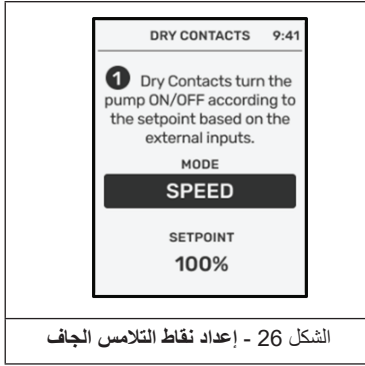 DRY CONTACTS 9:41
1 Dry Contacts turn the
pump ON/OFF according to
the setpoint based on the
external inputs.
MODE
SPEED
SETPOINT
100%
الشكل 26 - إعداد نقاط التلامس الجاف